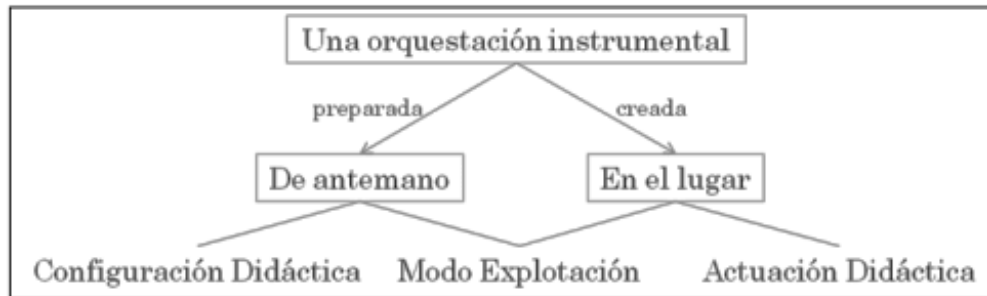 Una orquestación instrumental
preparada creada
De antemano En el lugar
Configuración Didáctica Modo Explotación Actuación Didáctica